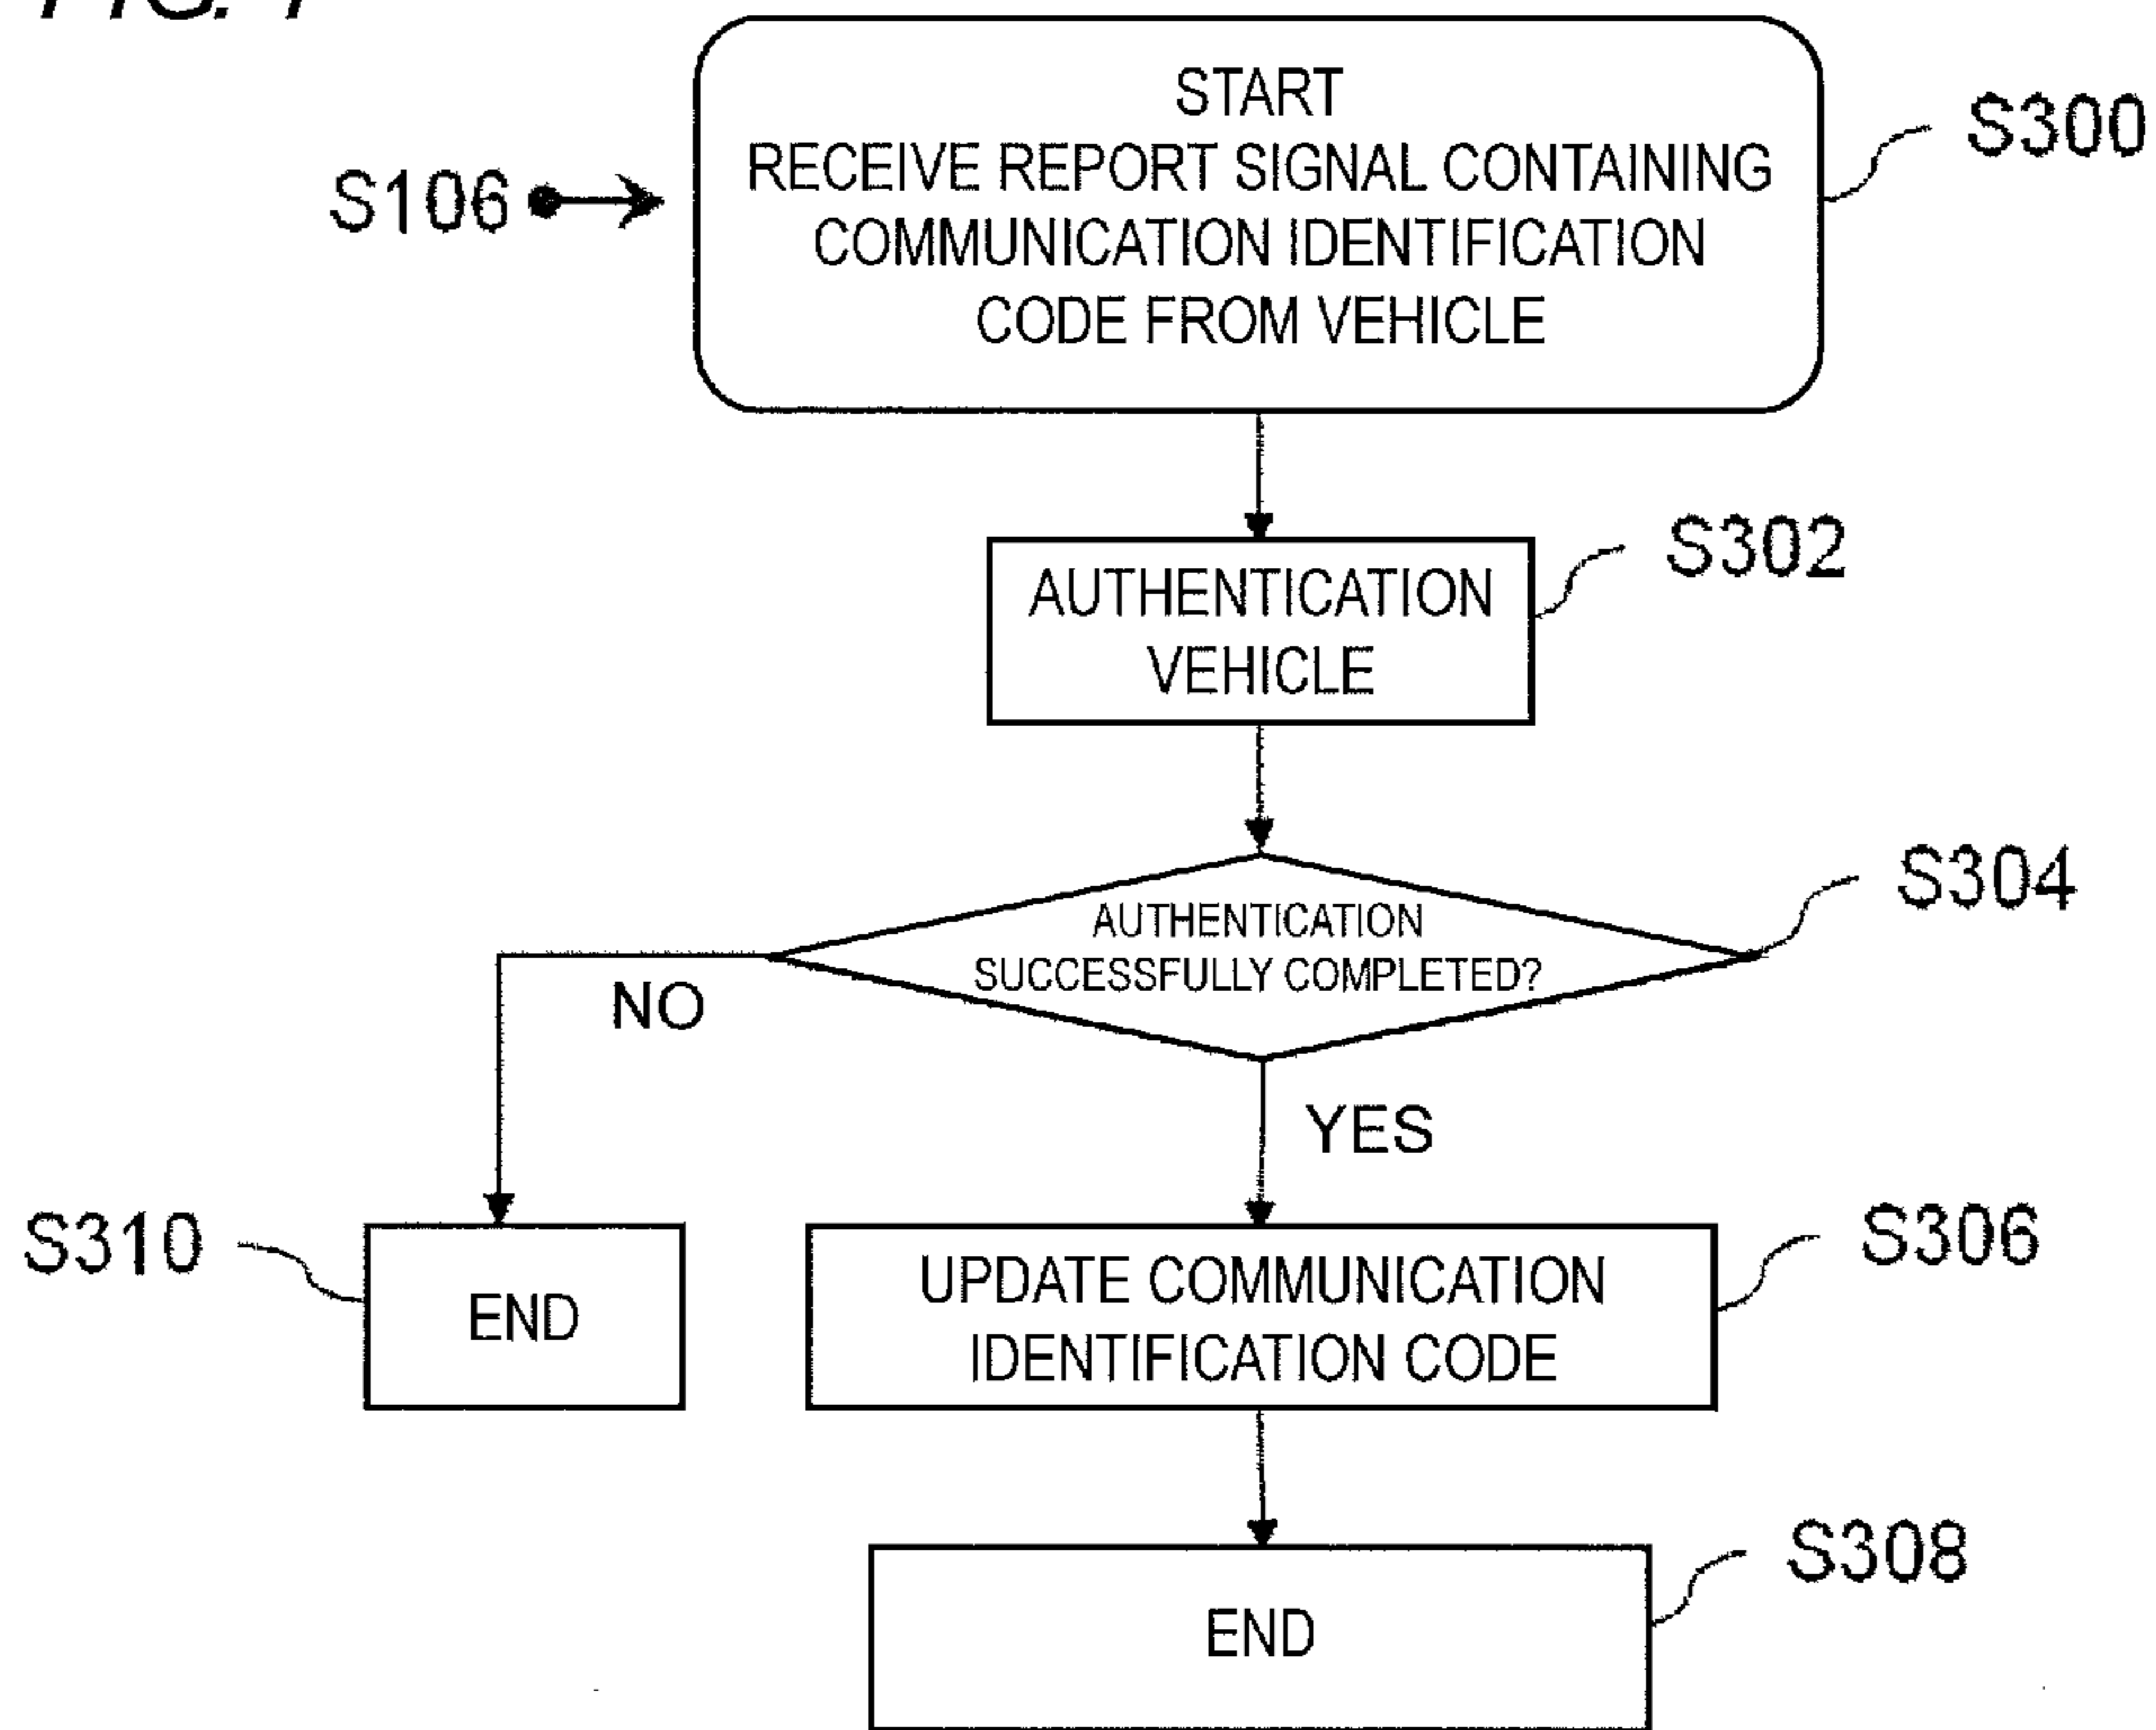 START
RECEIVE REPORT SIGNAL CONTAINING
COMMUNICATION IDENTIFICATION
CODE FROM VEHICLE
S300
S106
AUTHENTICATION
VEHICLE
S302
AUTHENTICATION
SUCCESSFULLY COMPLETED?
S304
NO
YES
S310
END
UPDATE COMMUNICATION
IDENTIFICATION CODE
S306
END
S308